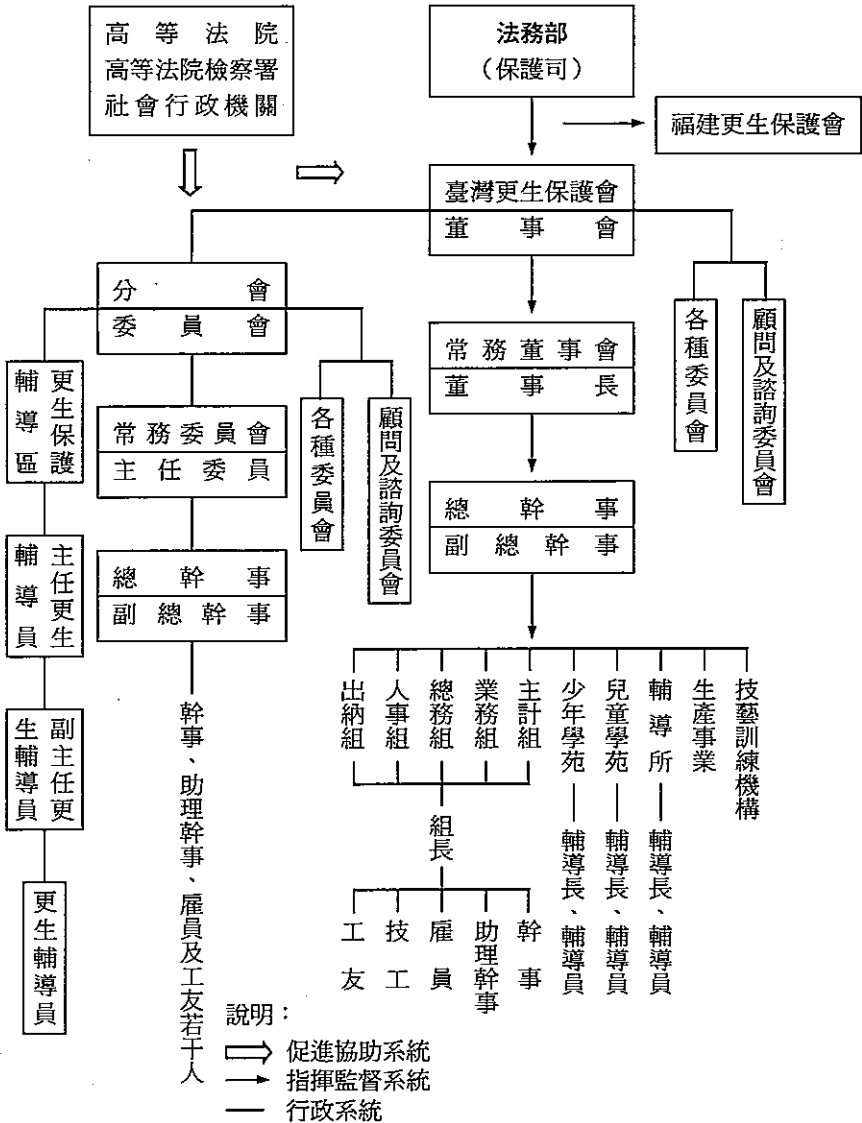 高等法院
高等法院檢察署
社會行政機關
法務部
（保護司）
福建更生保護會
臺灣更生保護會
董事會
分會
委員會
各種委員會
顧問及諮詢委員會
常務董事會
董事長
更生保護
輔導區
常務委員會
主任委員
各種委員會
顧問及諮詢委員會
總幹事
副總幹事
主任更生
輔導員
總幹事
副總幹事
出納組
人事組
總務組
業務組
主計組
少年學苑
兒童學苑
輔導所
生產事業
技藝訓練機構
副主任更
生輔導員
幹事、助理幹事、雇員及工友若干人
組長
輔導長、輔導員
輔導長、輔導員
輔導長、輔導員
更生輔導員
工友
技工
雇員
助理幹事
幹事
說明：
促進協助系統
指揮監督系統
行政系統